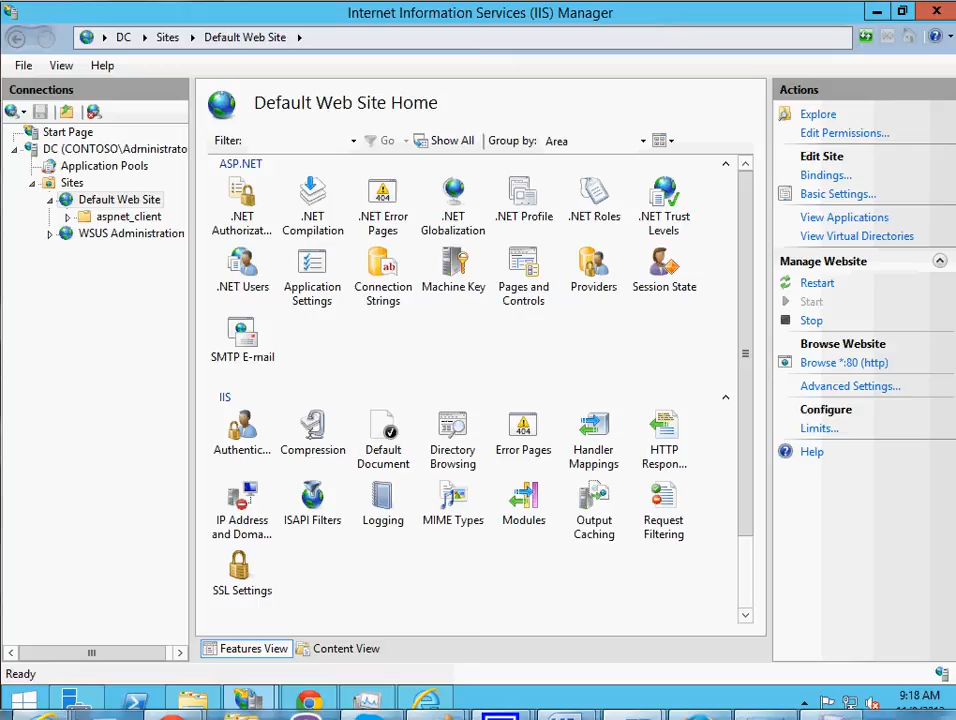 Internet Information Services (IIS) Manager
DC Sites Default Web Site
File View Help
Connections
Start Page
DC (CONTOSO\Administrato
Application Pools
Sites
Default Web Site
aspnet_client
WSUS Administration
Default Web Site Home
Filter: Go Show All Group by: Area
ASP.NET
.NET Authorizat...
.NET Compilation
.NET Error Pages
.NET Globalization
.NET Profile
.NET Roles
.NET Trust Levels
.NET Users
Application Settings
Connection Strings
Machine Key
Pages and Controls
Providers
Session State
SMTP E-mail
IIS
Authentic...
Compression
Default Document
Directory Browsing
Error Pages
Handler Mappings
HTTP Respon...
IP Address and Doma...
ISAPI Filters
Logging
MIME Types
Modules
Output Caching
Request Filtering
SSL Settings
Features View
Content View
Actions
Explore
Edit Permissions...
Edit Site
Bindings...
Basic Settings...
View Applications
View Virtual Directories
Manage Website
Restart
Start
Stop
Browse Website
Browse *:80 (http)
Advanced Settings...
Configure
Limits...
Help
Ready
9:18 AM